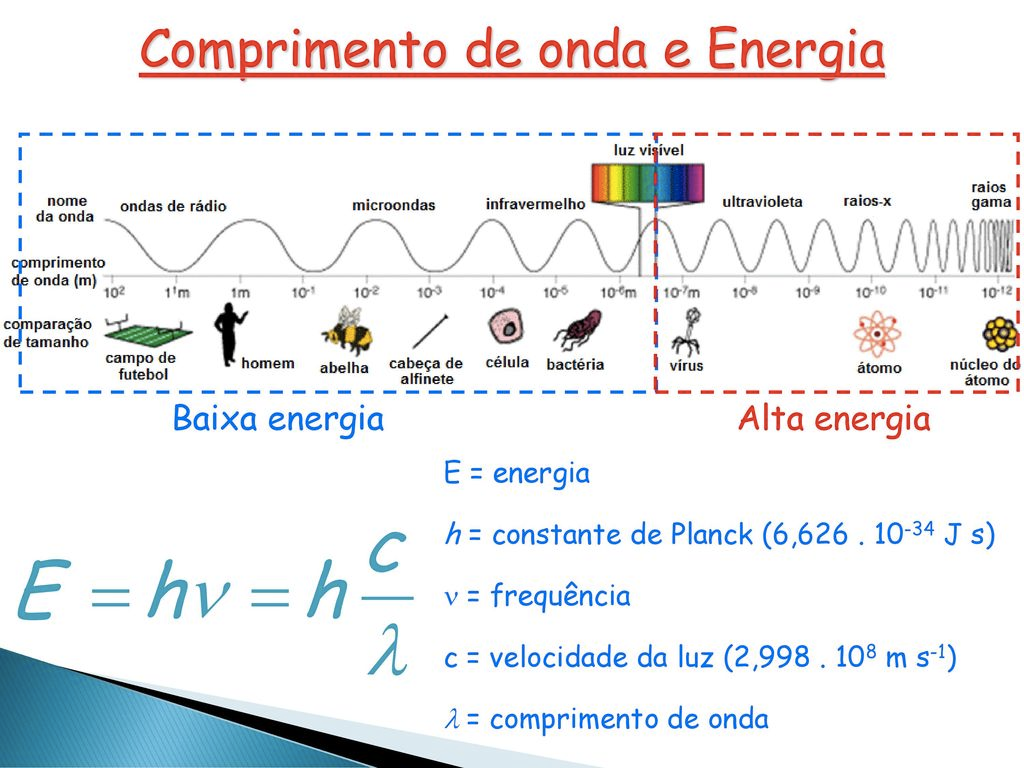 Comprimento de onda e Energia
luz visível
nome
da onda
ondas de rádio
microondas
infravermelho
ultravioleta
raios-x
raios
gama
comprimento
de onda (m)
10² 1¹m 1m 10⁻¹ 10⁻² 10⁻³ 10⁻⁴ 10⁻⁵ 10⁻⁶m 10⁻⁷m 10⁻⁸ 10⁻⁹ 10⁻¹⁰ 10⁻¹¹ 10⁻¹²
comparação
de tamanho
campo de
futebol
homem
abelha
cabeça de
alfinete
célula
bactéria
vírus
átomo
núcleo do
átomo
Baixa energia
Alta energia
E = energia
h = constante de Planck (6,626 . 10⁻³⁴ J s)
E = hν = h c/λ
ν = frequência
c = velocidade da luz (2,998 . 10⁸ m s⁻¹)
λ = comprimento de onda